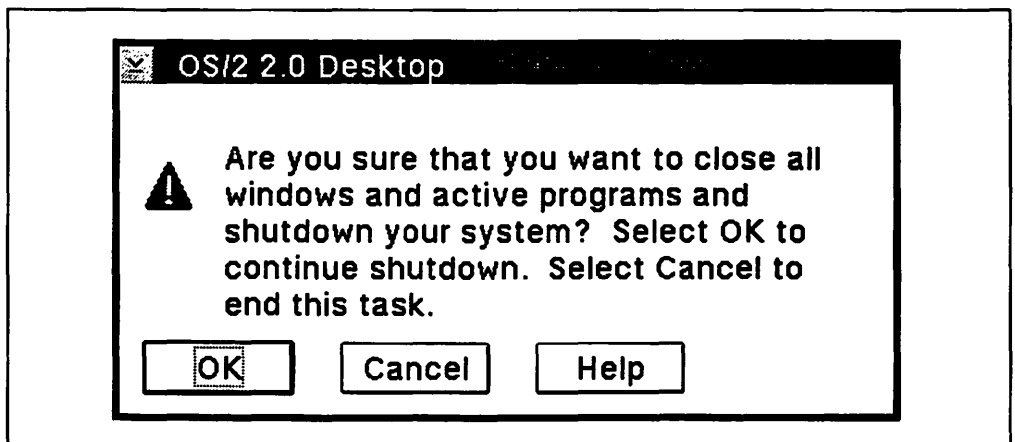 OS/2 2.0 Desktop
Are you sure that you want to close all
windows and active programs and
shutdown your system? Select OK to
continue shutdown. Select Cancel to
end this task.
OK Cancel Help